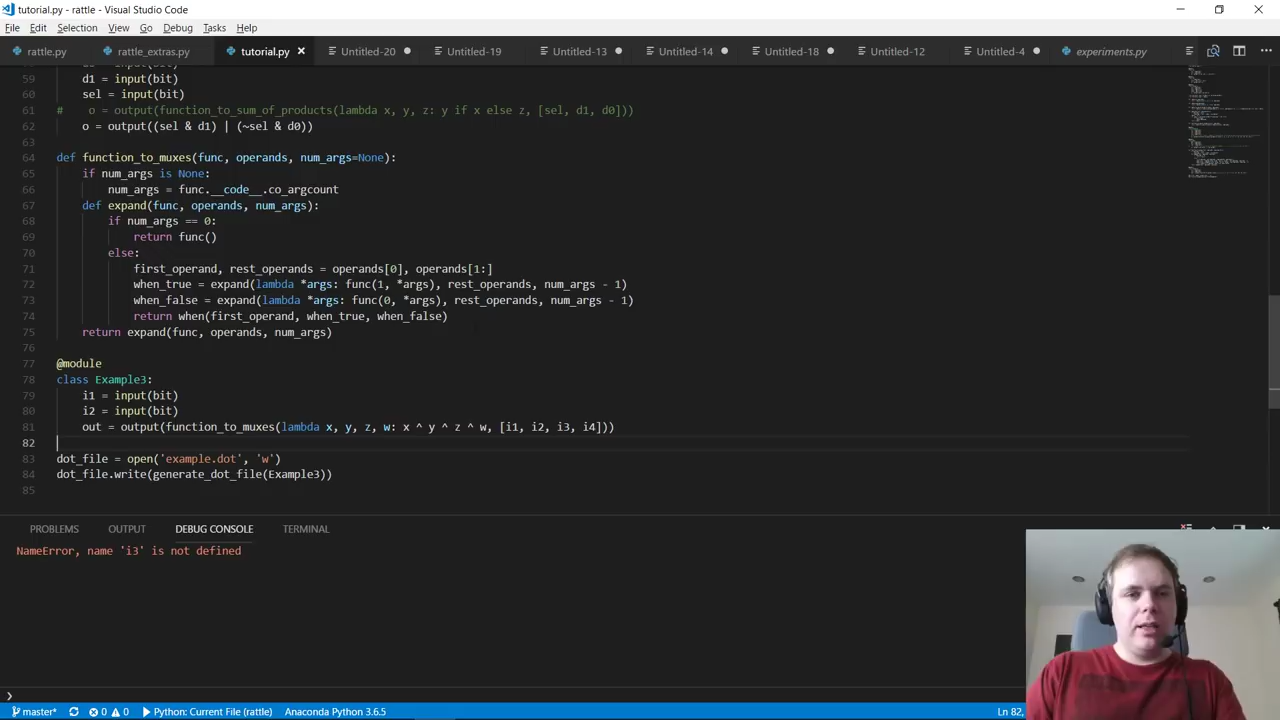 tutorial.py - rattle - Visual Studio Code
File Edit Selection View Go Debug Tasks Help
rattle.py rattle_extras.py tutorial.py Untitled-20 Untitled-19 Untitled-13 Untitled-14 Untitled-18 Untitled-12 Untitled-4 experiments.py
59 d1 = input(bit)
60 sel = input(bit)
61 # o = output(function_to_sum_of_products(lambda x, y, z: y if x else z, [sel, d1, d0]))
62 o = output((sel & d1) | (~sel & d0))
63
64 def function_to_muxes(func, operands, num_args=None):
65 if num_args is None:
66 num_args = func.__code__.co_argcount
67 def expand(func, operands, num_args):
68 if num_args == 0:
69 return func()
70 else:
71 first_operand, rest_operands = operands[0], operands[1:]
72 when_true = expand(lambda *args: func(1, *args), rest_operands, num_args - 1)
73 when_false = expand(lambda *args: func(0, *args), rest_operands, num_args - 1)
74 return when(first_operand, when_true, when_false)
75 return expand(func, operands, num_args)
76
77 @module
78 class Example3:
79 i1 = input(bit)
80 i2 = input(bit)
81 out = output(function_to_muxes(lambda x, y, z, w: x ^ y ^ z ^ w, [i1, i2, i3, i4]))
82
83 dot_file = open('example.dot', 'w')
84 dot_file.write(generate_dot_file(Example3))
85
PROBLEMS OUTPUT DEBUG CONSOLE TERMINAL
NameError, name 'i3' is not defined
master* 0 0 Python: Current File (rattle) Anaconda Python 3.6.5 Ln 82,